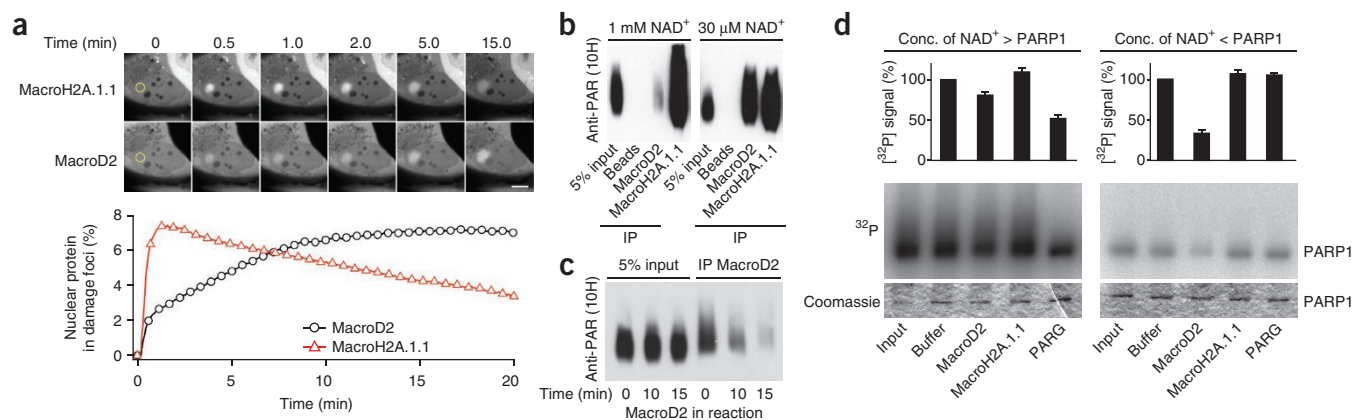 a
Time (min) 0 0.5 1.0 2.0 5.0 15.0
MacroH2A.1.1
MacroD2
Nuclear protein
in damage foci (%)
8
6
4
2
0
MacroD2
MacroH2A.1.1
0 5 10 15 20
Time (min)
b
1 mM NAD+ 30 μM NAD+
Anti-PAR (10H)
5% input
Beads
MacroD2
MacroH2A.1.1
5% input
Beads
MacroD2
MacroH2A.1.1
IP IP
c
5% input IP MacroD2
Anti-PAR (10H)
Time (min) 0 10 15 0 10 15
MacroD2 in reaction
d
Conc. of NAD+ > PARP1 Conc. of NAD+ < PARP1
[32P] signal (%)
100
50
0
[32P] signal (%)
100
50
0
32P
PARP1
Coomassie
PARP1
Input
Buffer
MacroD2
MacroH2A.1.1
PARG
Input
Buffer
MacroD2
MacroH2A.1.1
PARG